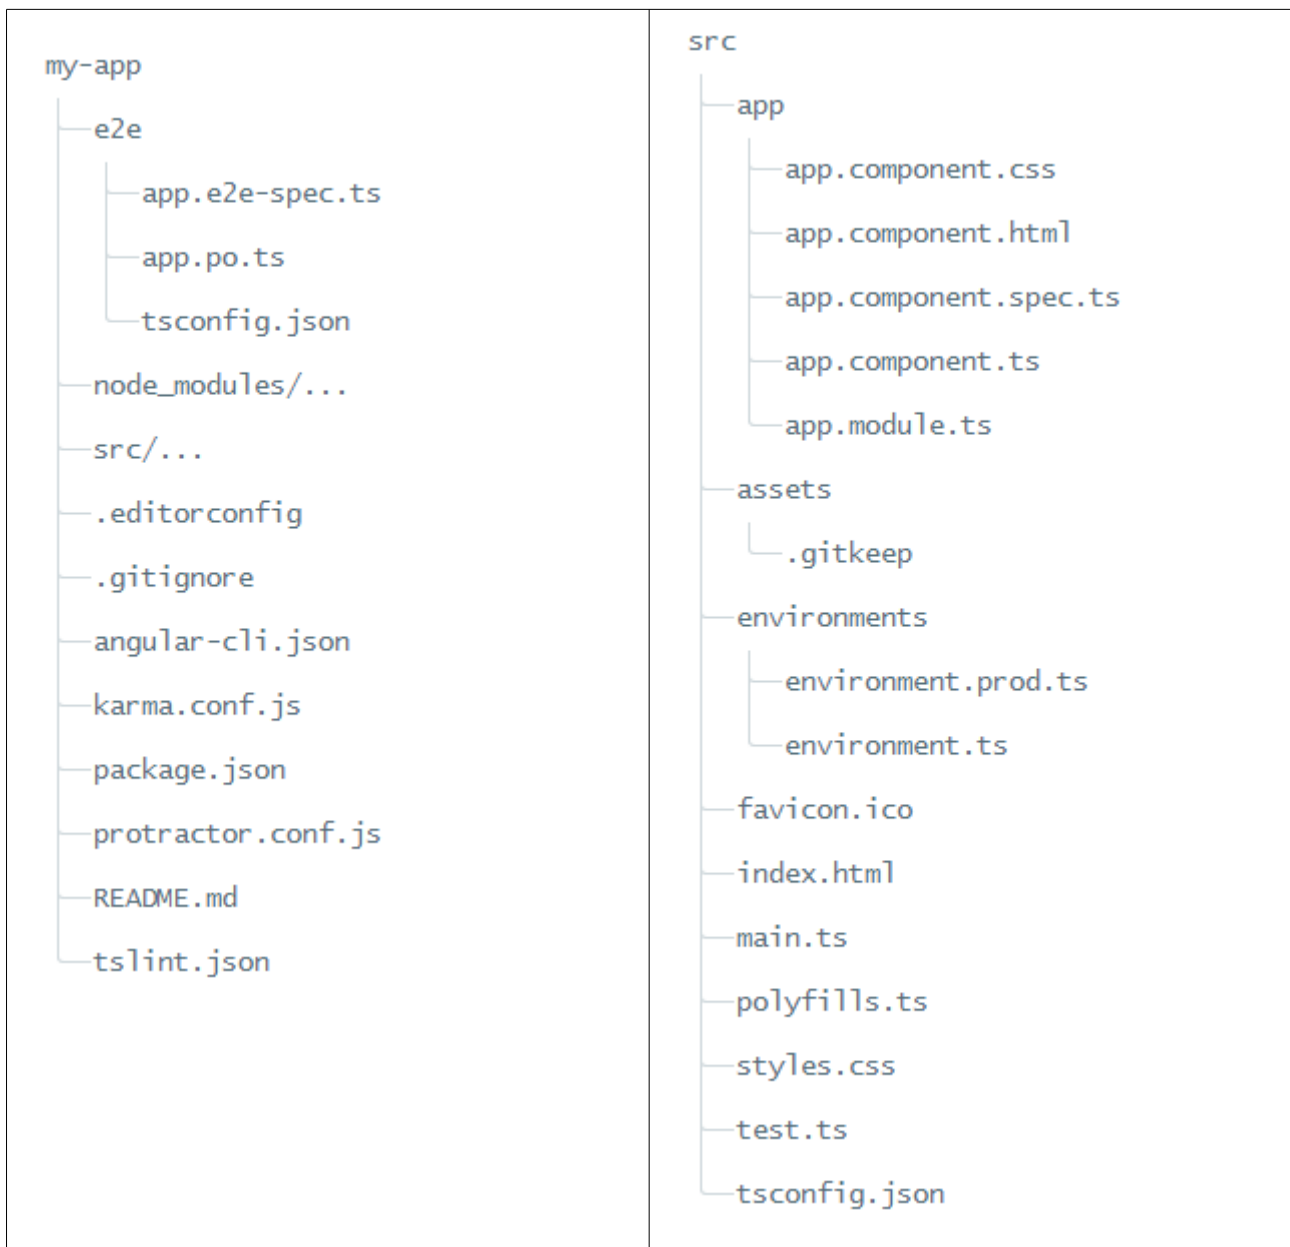 my-app
e2e
app.e2e-spec.ts
app.po.ts
tsconfig.json
node_modules/...
src/...
.editorconfig
.gitignore
angular-cli.json
karma.conf.js
package.json
protractor.conf.js
README.md
tslint.json
src
app
app.component.css
app.component.html
app.component.spec.ts
app.component.ts
app.module.ts
assets
.gitkeep
environments
environment.prod.ts
environment.ts
favicon.ico
index.html
main.ts
polyfills.ts
styles.css
test.ts
tsconfig.json